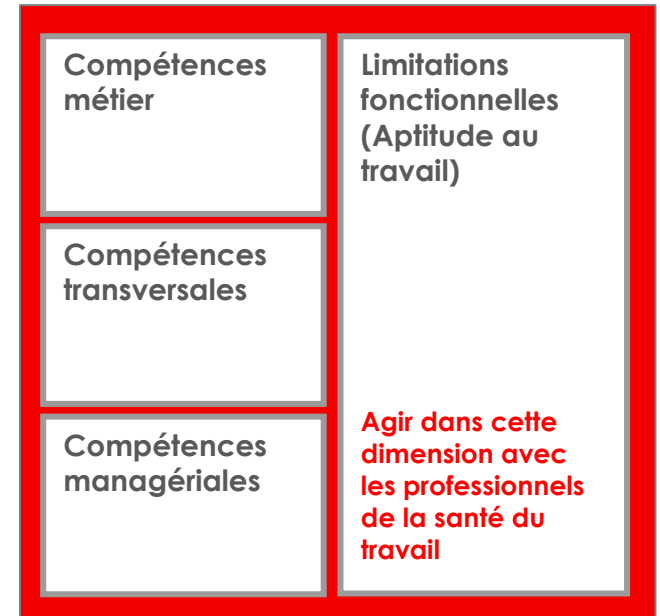 Compétences
métier
Compétences
transversales
Compétences
managériales
Limitations
fonctionnelles
(Aptitude au
travail)
Agir dans cette
dimension avec
les professionnels
de la santé du
travail